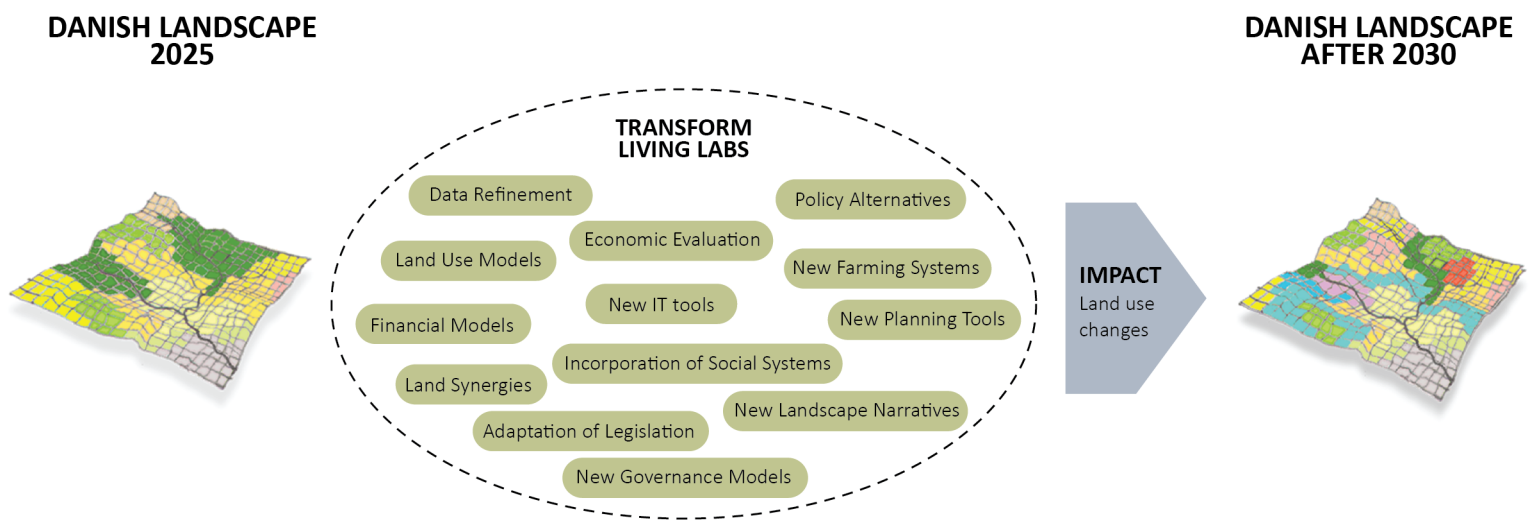 DANISH LANDSCAPE
2025
DANISH LANDSCAPE
AFTER 2030
TRANSFORM
LIVING LABS
Data Refinement
Policy Alternatives
Economic Evaluation
Land Use Models
New Farming Systems
New IT tools
Financial Models
New Planning Tools
Incorporation of Social Systems
Land Synergies
New Landscape Narratives
Adaptation of Legislation
New Governance Models
IMPACT
Land use
changes